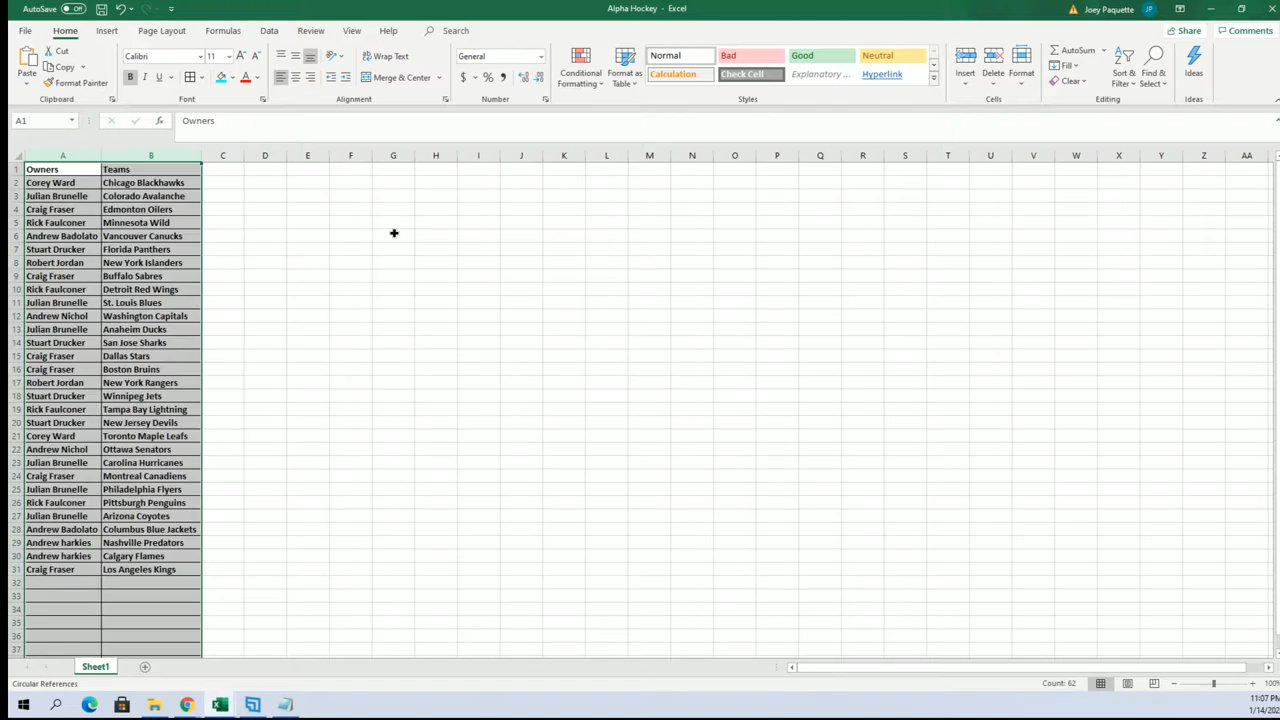 AutoSave Off Alpha Hockey - Excel Joey Paquette JP
File Home Insert Page Layout Formulas Data Review View Help Search Share Comments
Cut Calibri 11 Wrap Text General Normal Bad Good Neutral AutoSum
Copy Fill
Paste Format Painter Merge & Center Conditional Formatting Format as Table Calculation Check Cell Explanatory ... Hyperlink Insert Delete Format Clear Sort & Filter Find & Select Ideas
Clipboard Font Alignment Number Styles Cells Editing Ideas
A1 Owners
A B C D E F G H I J K L M N O P Q R S T U V W X Y Z AA
1 Owners Teams
2 Corey Ward Chicago Blackhawks
3 Julian Brunelle Colorado Avalanche
4 Craig Fraser Edmonton Oilers
5 Rick Faulconer Minnesota Wild
6 Andrew Badolato Vancouver Canucks
7 Stuart Drucker Florida Panthers
8 Robert Jordan New York Islanders
9 Craig Fraser Buffalo Sabres
10 Rick Faulconer Detroit Red Wings
11 Julian Brunelle St. Louis Blues
12 Andrew Nichol Washington Capitals
13 Julian Brunelle Anaheim Ducks
14 Stuart Drucker San Jose Sharks
15 Craig Fraser Dallas Stars
16 Craig Fraser Boston Bruins
17 Robert Jordan New York Rangers
18 Stuart Drucker Winnipeg Jets
19 Rick Faulconer Tampa Bay Lightning
20 Stuart Drucker New Jersey Devils
21 Corey Ward Toronto Maple Leafs
22 Andrew Nichol Ottawa Senators
23 Julian Brunelle Carolina Hurricanes
24 Craig Fraser Montreal Canadiens
25 Julian Brunelle Philadelphia Flyers
26 Rick Faulconer Pittsburgh Penguins
27 Julian Brunelle Arizona Coyotes
28 Andrew Badolato Columbus Blue Jackets
29 Andrew harkies Nashville Predators
30 Andrew harkies Calgary Flames
31 Craig Fraser Los Angeles Kings
32
33
34
35
36
37
Sheet1
Circular References Count: 62 100%
11:07 PM
1/14/202